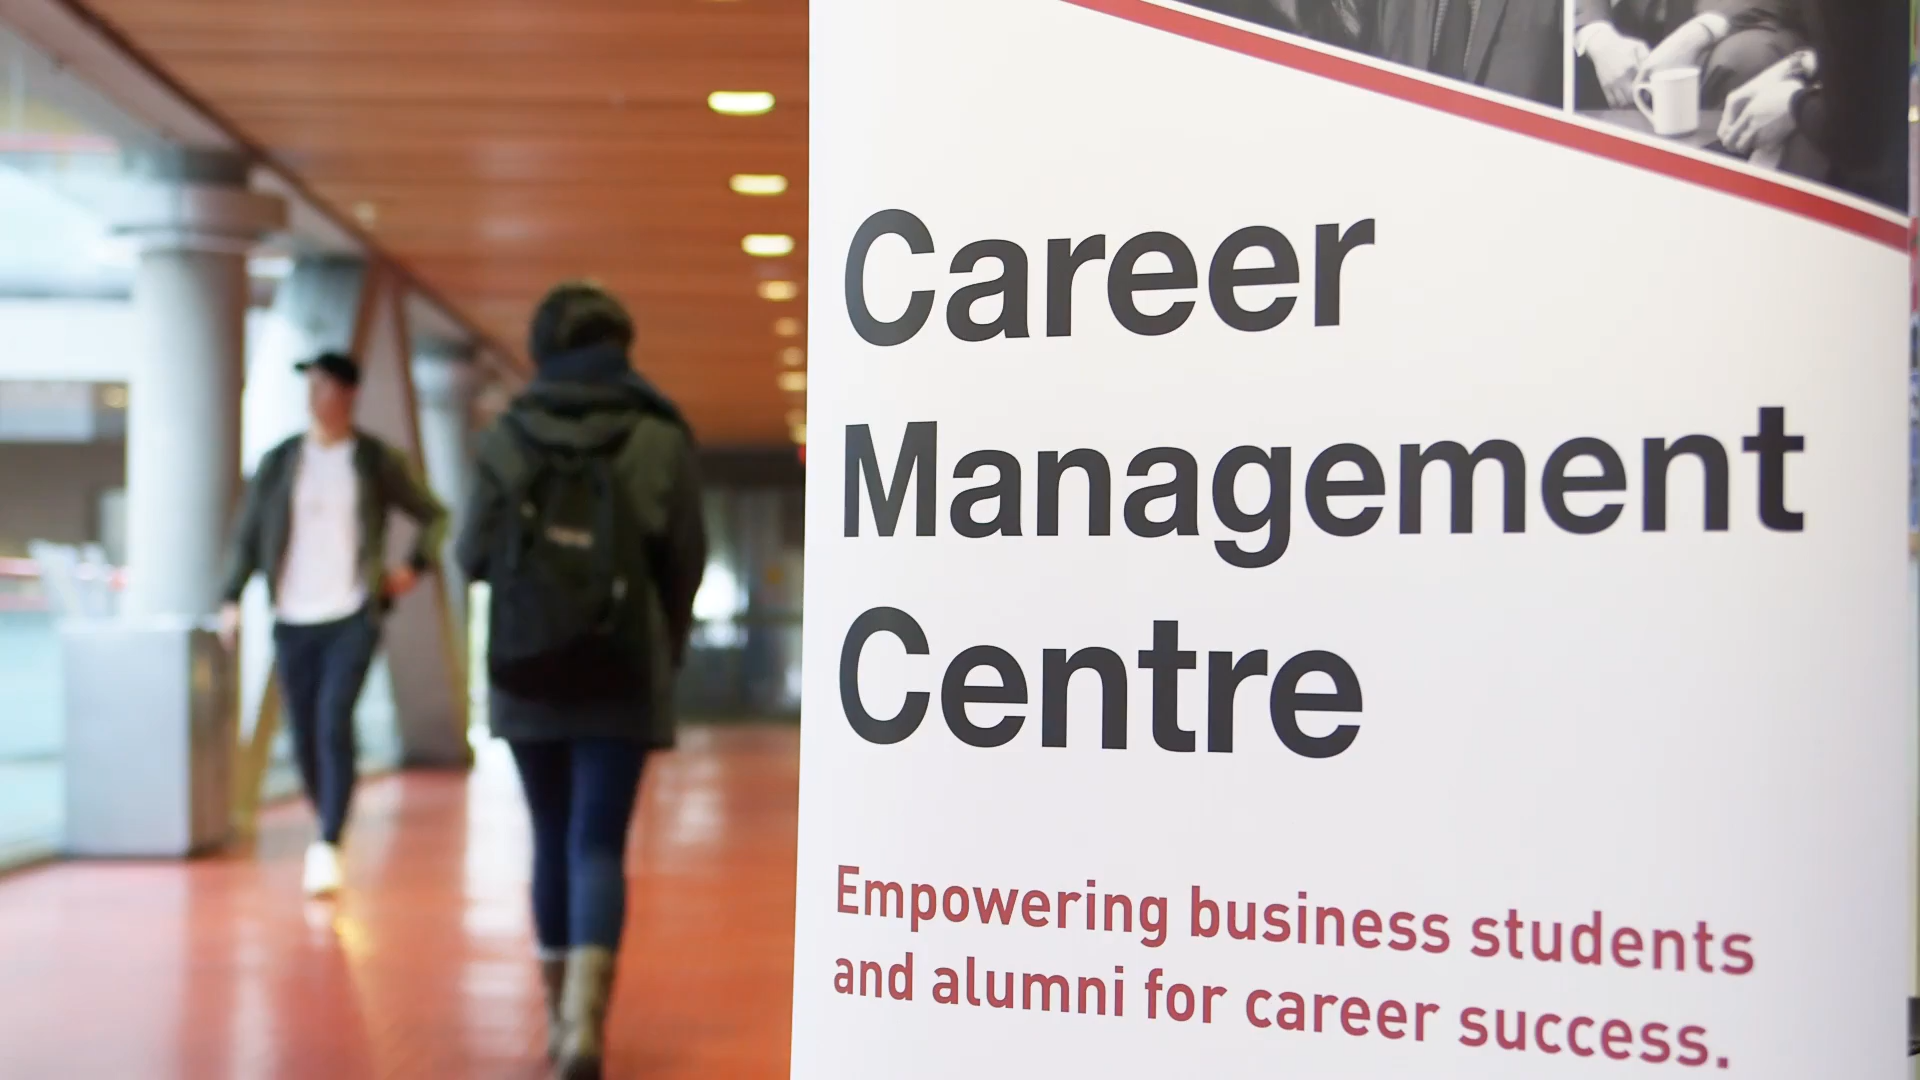 Career
Management
Centre
Empowering business students
and alumni for career success.